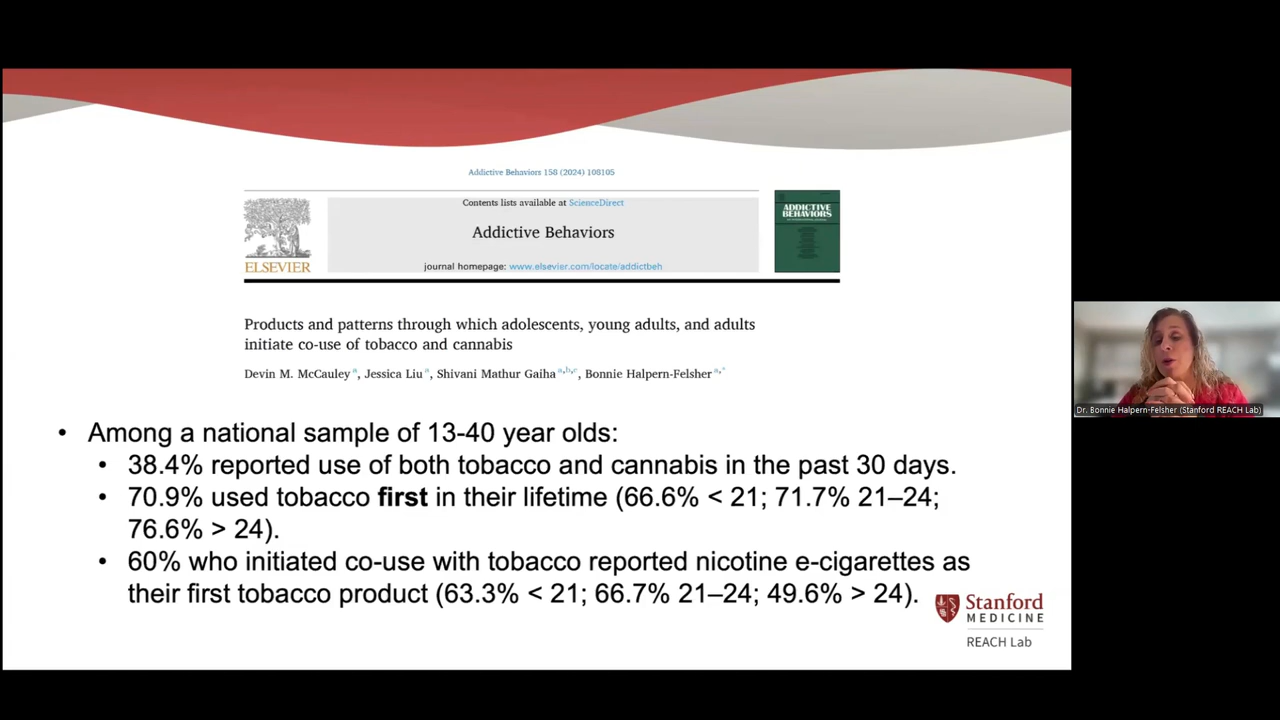 Addictive Behaviors 158 (2024) 108105
Contents lists available at ScienceDirect
Addictive Behaviors
journal homepage: www.elsevier.com/locate/addictbeh
ELSEVIER
ADDICTIVE
BEHAVIORS
Products and patterns through which adolescents, young adults, and adults
initiate co-use of tobacco and cannabis
Devin M. McCauley a, Jessica Liu a, Shivani Mathur Gaiha a,b,c, Bonnie Halpern-Felsher a,*
• Among a national sample of 13-40 year olds:
• 38.4% reported use of both tobacco and cannabis in the past 30 days.
• 70.9% used tobacco first in their lifetime (66.6% < 21; 71.7% 21–24;
76.6% > 24).
• 60% who initiated co-use with tobacco reported nicotine e-cigarettes as
their first tobacco product (63.3% < 21; 66.7% 21–24; 49.6% > 24).
Stanford
MEDICINE
REACH Lab
Dr. Bonnie Halpern-Felsher (Stanford REACH Lab)